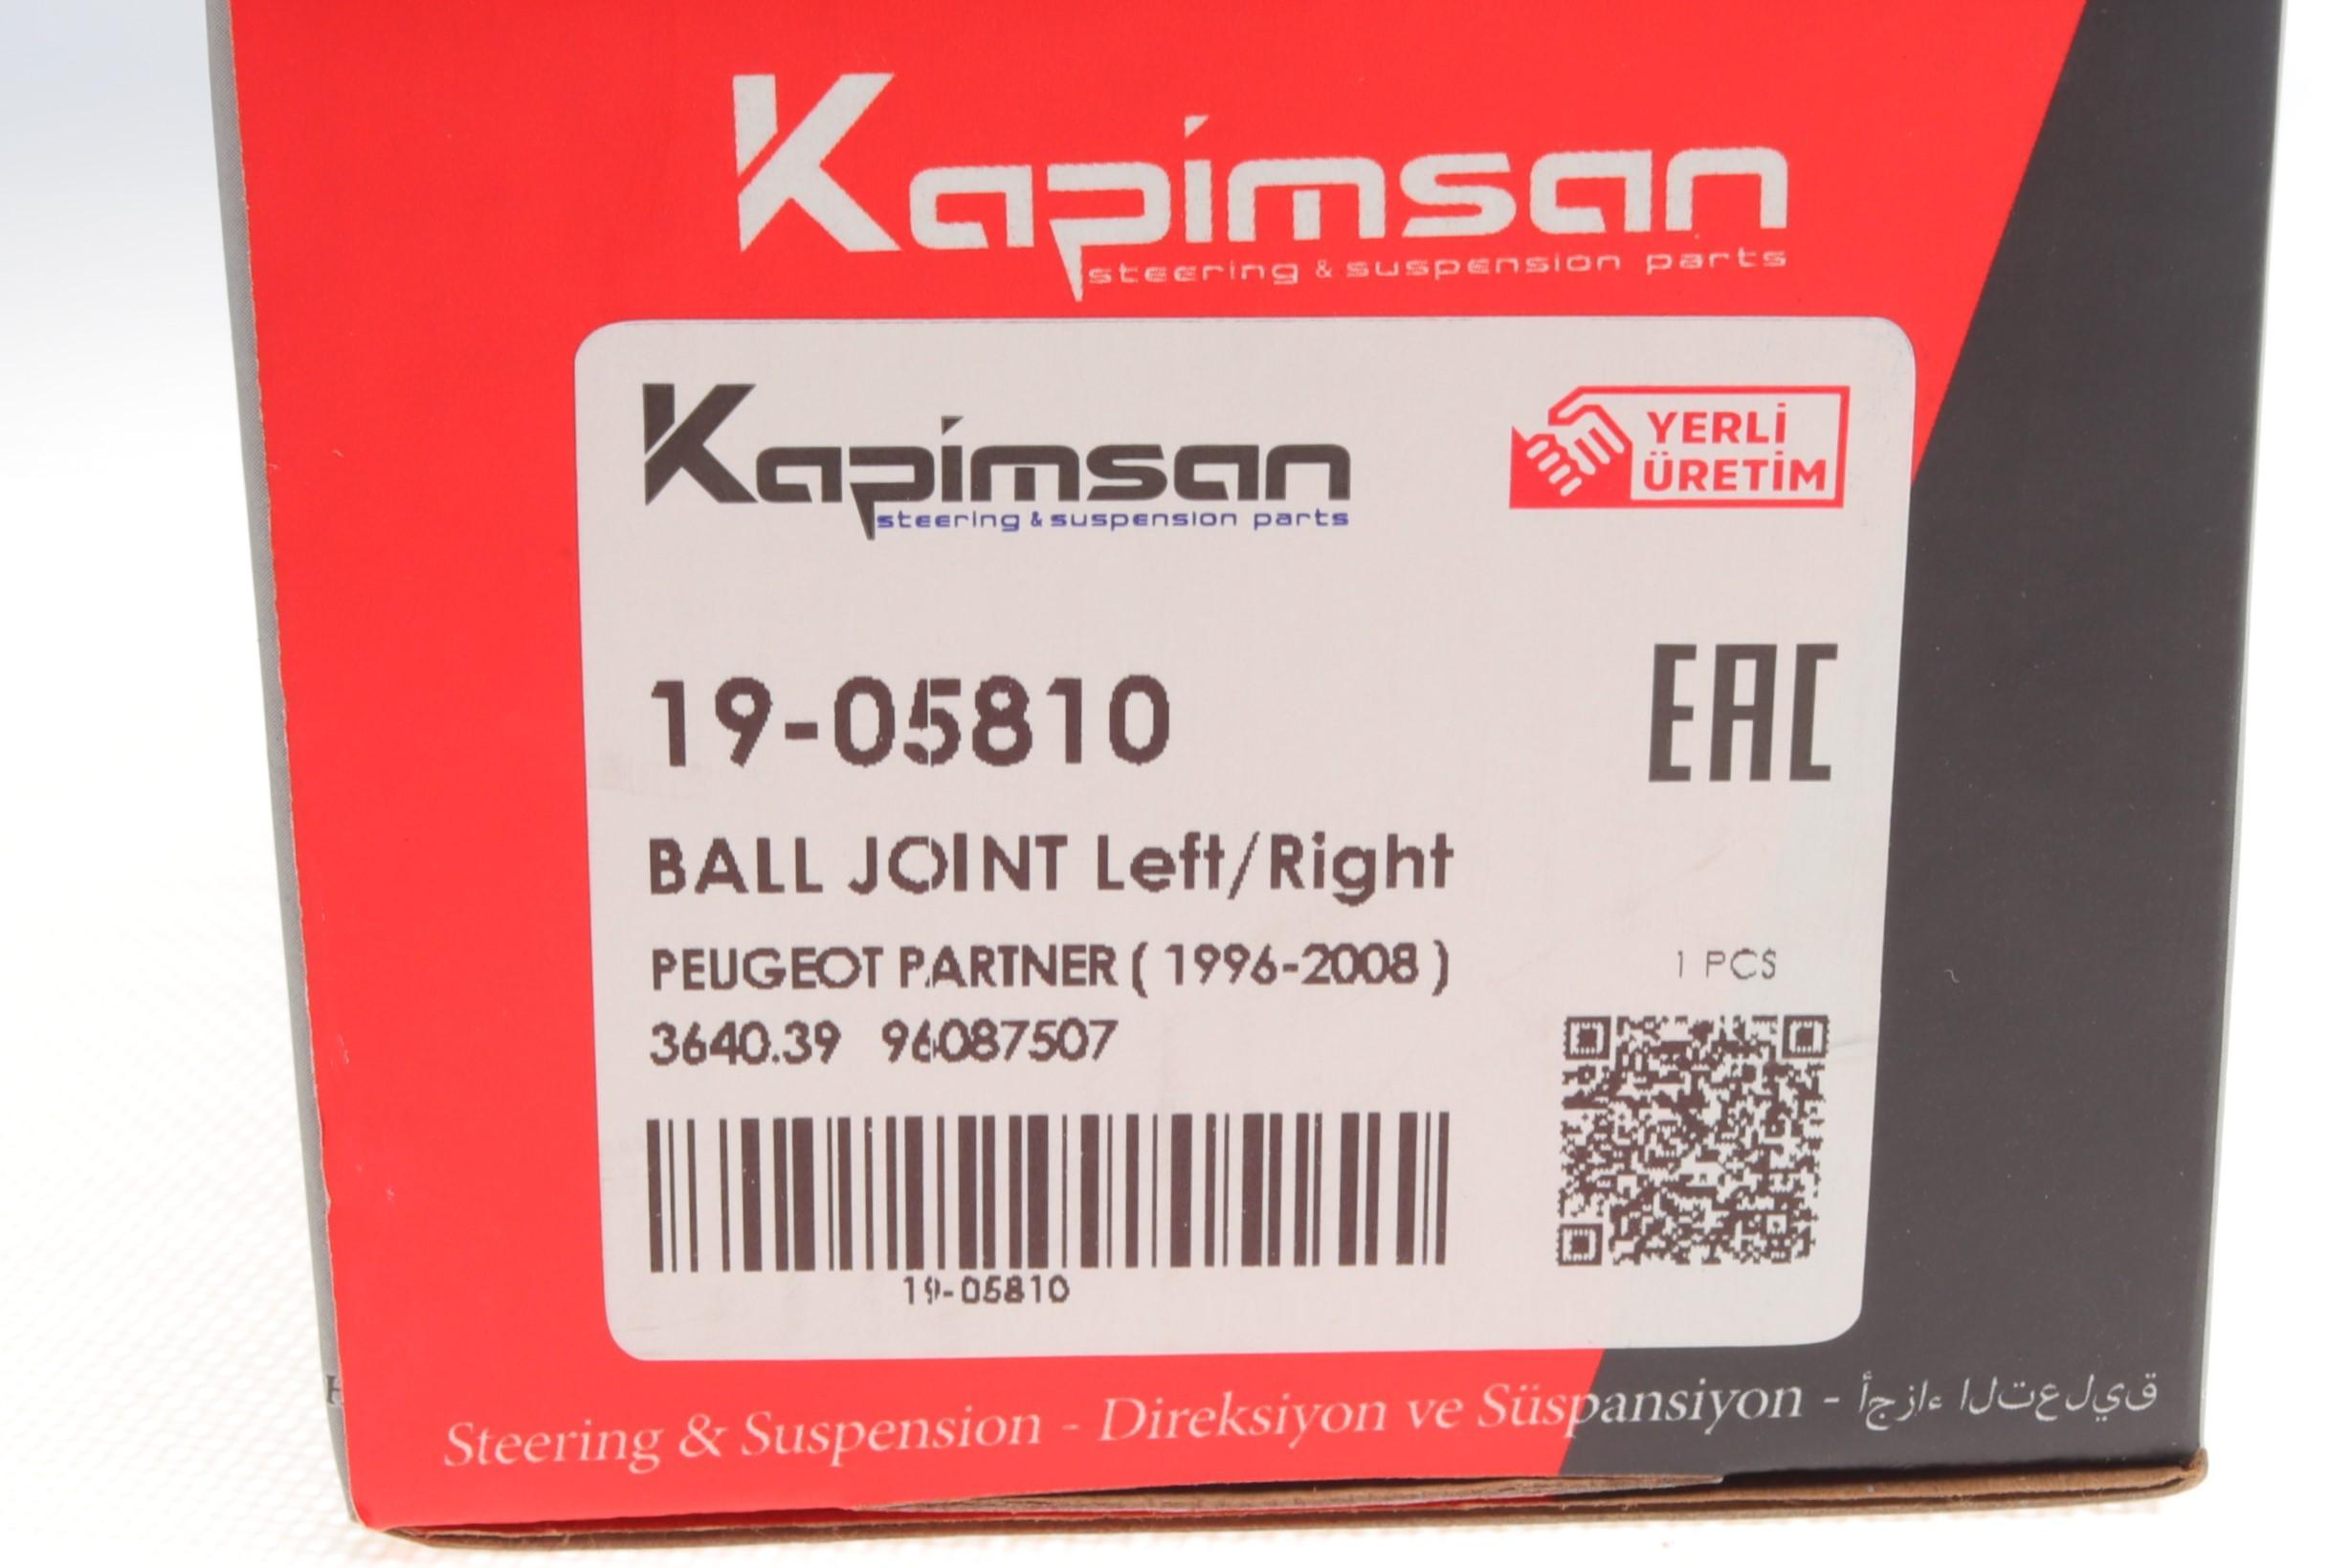 Kapimsan
steering & suspension parts
Kapimsan
steering & suspension parts
YERLİ
ÜRETİM
19-05810
EAC
BALL JOINT Left/Right
PEUGEOT PARTNER ( 1996-2008 )
1 PCS
3640.39 96087507
19-05810
Steering & Suspension - Direksiyon ve Süspansiyon - أجزاء التعليق